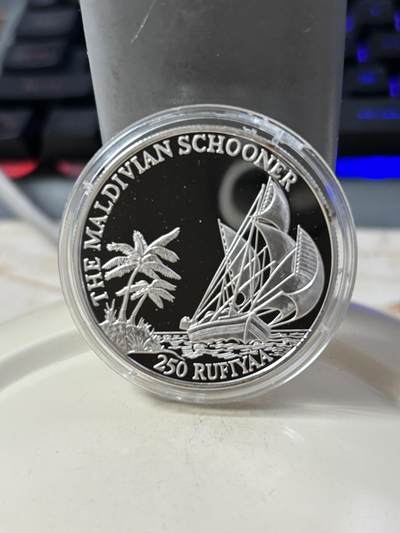 THE MALDIVIAN SCHOONER
250 RUFIYAA